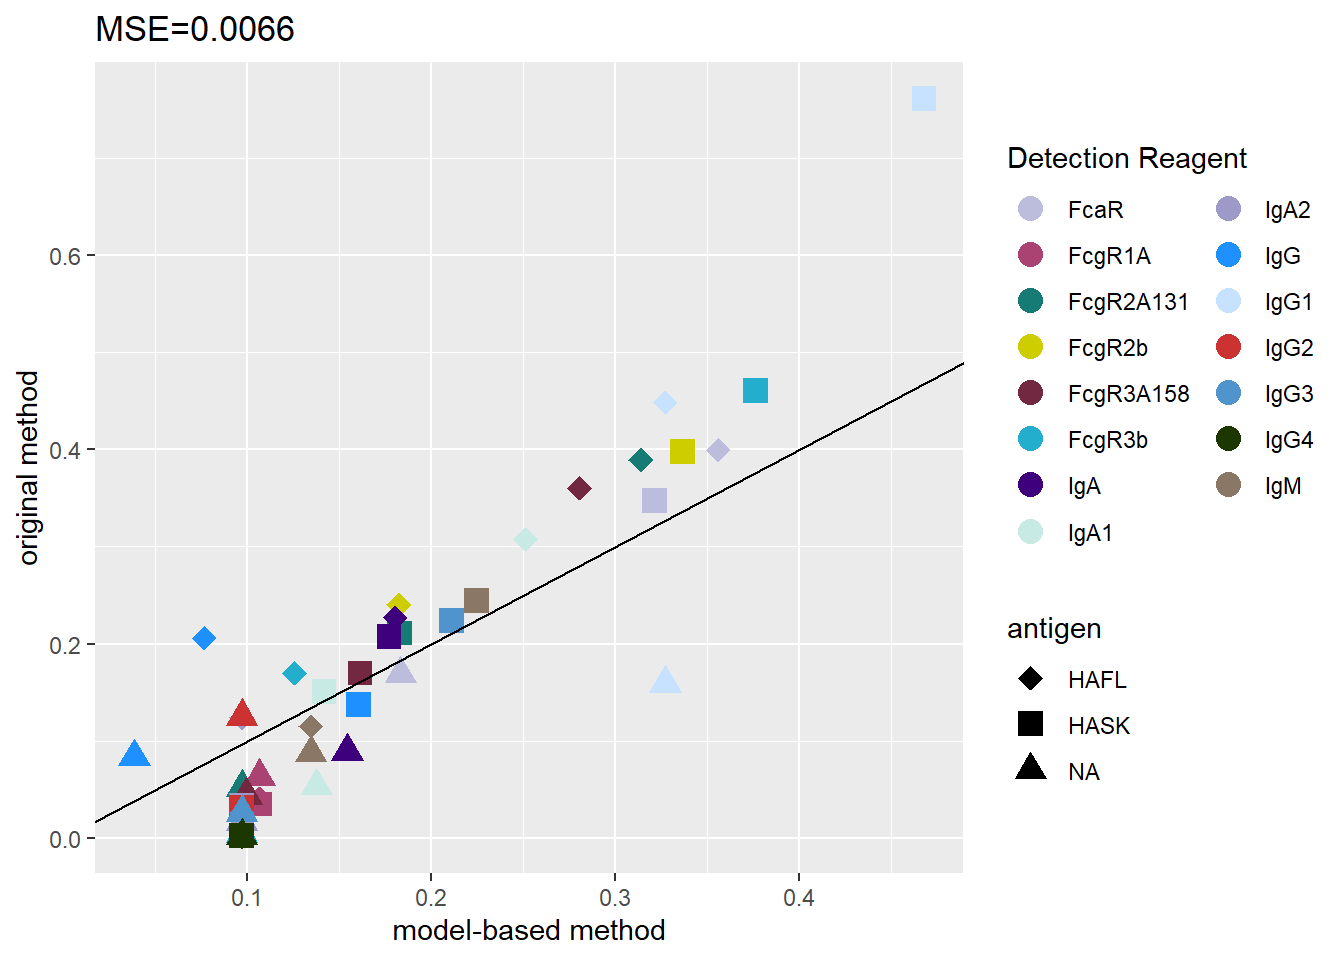 MSE=0.0066
0.6
0.4
0.2
0.0
original method
0.1
0.2
0.3
0.4
model-based method
Detection Reagent
FcaR
FcgR1A
FcgR2A131
FcgR2b
FcgR3A158
FcgR3b
IgA
IgA1
IgA2
IgG
IgG1
IgG2
IgG3
IgG4
IgM
antigen
HAFL
HASK
NA